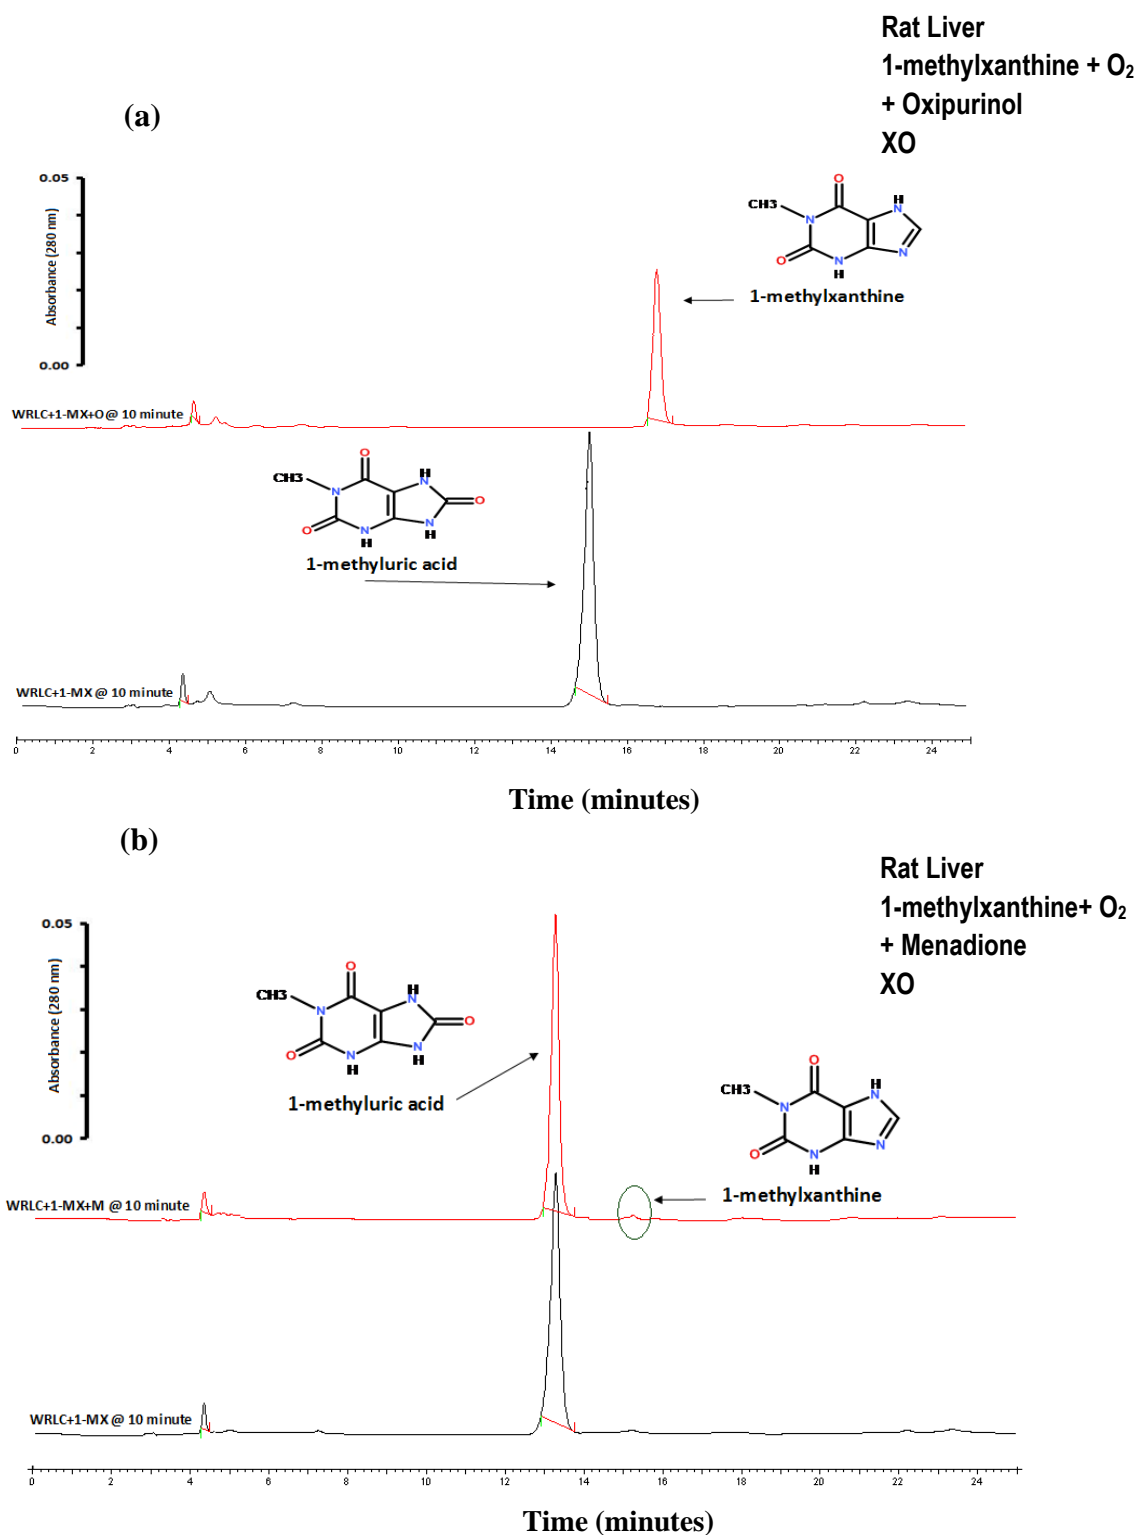 Rat Liver
1-methylxanthine + O₂
+ Oxipurinol
XO
(a)
0.05
Absorbance (280 nm)
0.00
O
CH3
N
H
N
O
N
H
N
1-methylxanthine
WRLC+1-MX+O @ 10 minute
O
CH3
N
H
N
O
O
N
H
N
H
1-methyluric acid
WRLC+1-MX @ 10 minute
0 2 4 6 8 10 12 14 16 18 20 22 24
Time (minutes)
(b)
Rat Liver
1-methylxanthine+ O₂
+ Menadione
XO
0.05
Absorbance (280 nm)
0.00
O
CH3
N
H
N
O
O
N
H
N
H
1-methyluric acid
O
CH3
N
H
N
O
N
H
N
1-methylxanthine
WRLC+1-MX+M @ 10 minute
WRLC+1-MX @ 10 minute
0 2 4 6 8 10 12 14 16 18 20 22 24
Time (minutes)